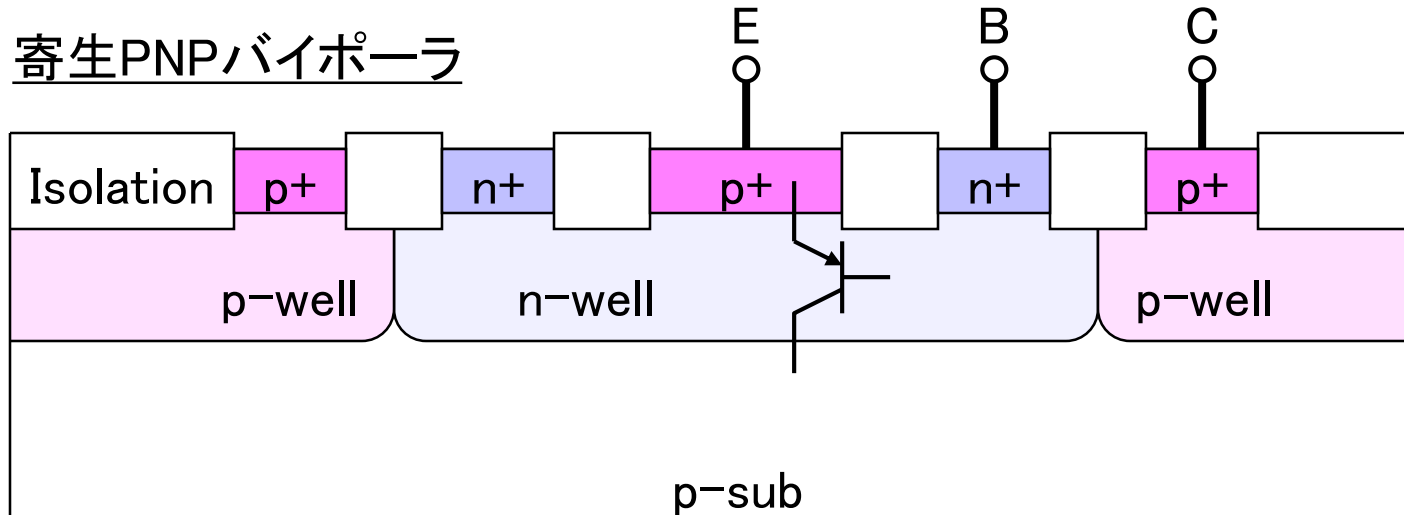 寄生PNPバイポーラ
E B C
Isolation p+ n+ p+ n+ p+
p-well n-well p-well
p-sub